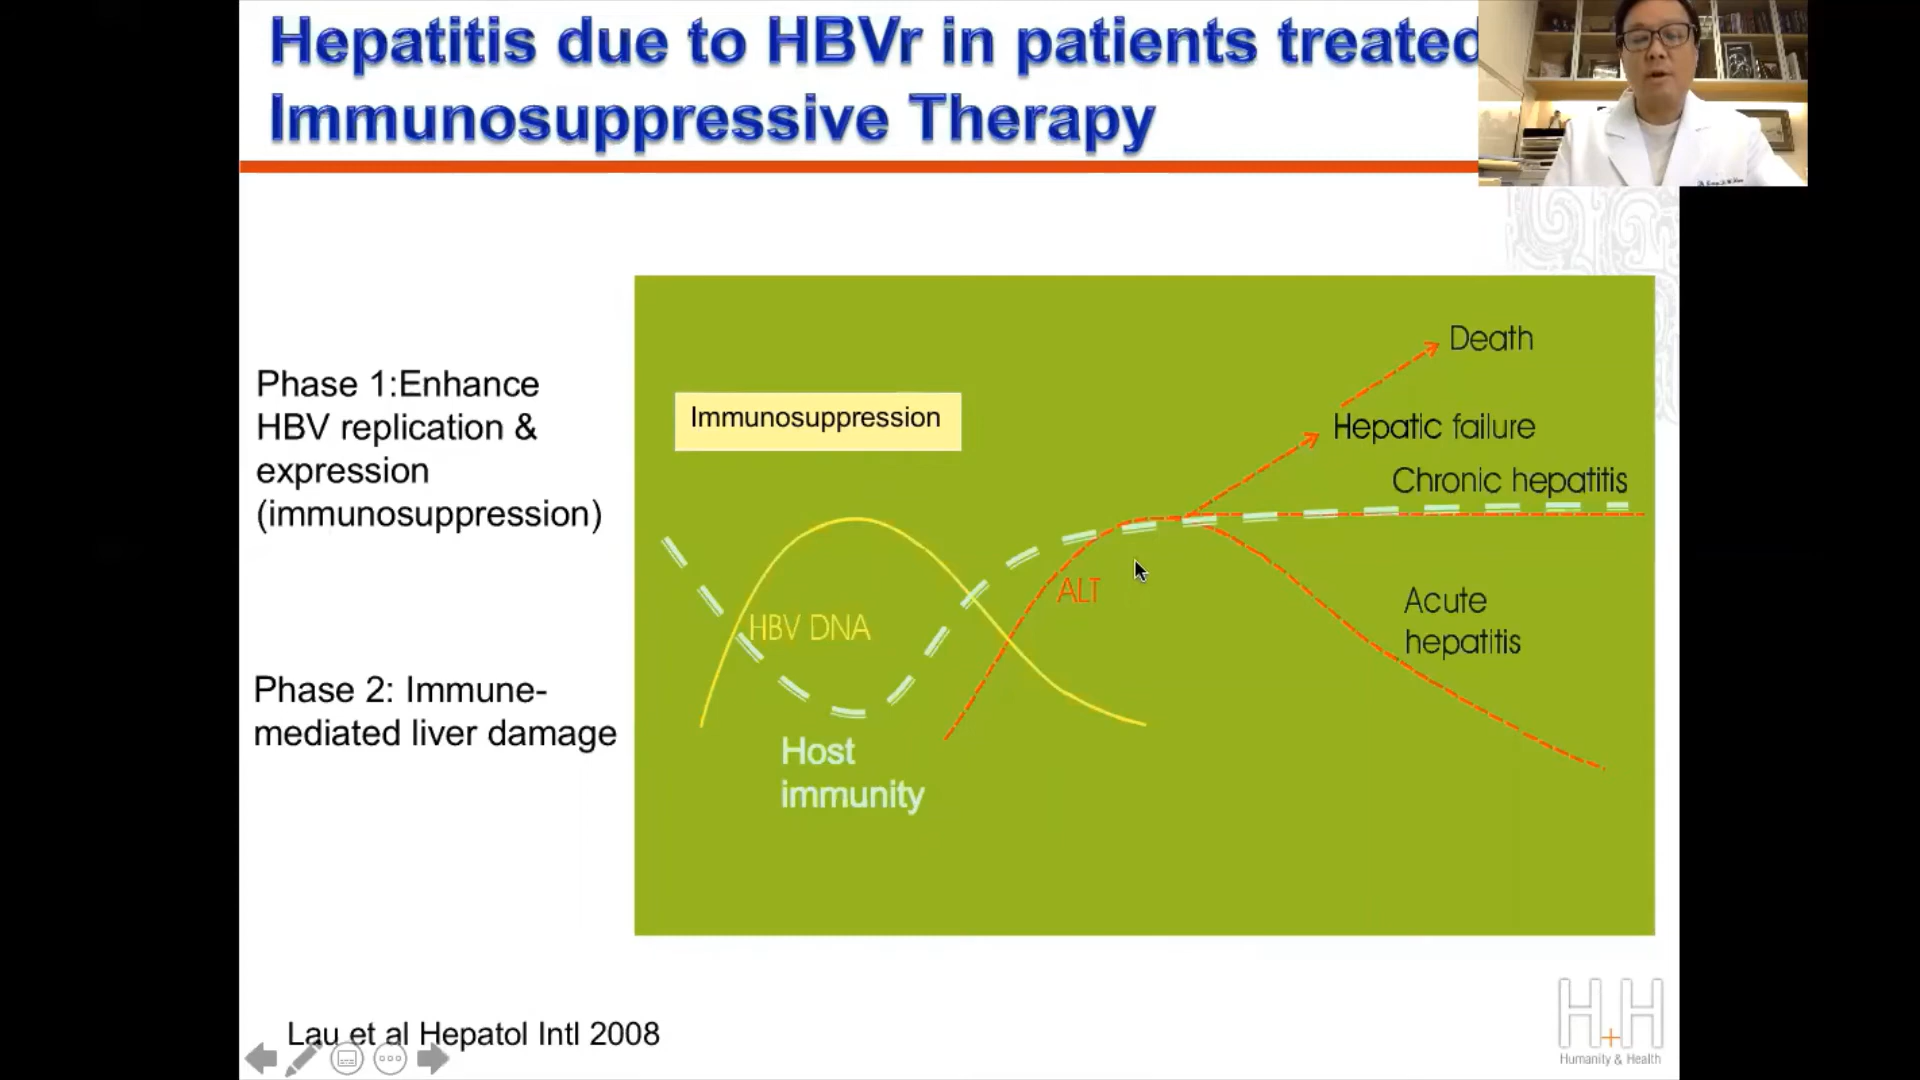 Hepatitis due to HBVr in patients treated
Immunosuppressive Therapy
Phase 1:Enhance
HBV replication &
expression
(immunosuppression)
Phase 2: Immune-
mediated liver damage
Immunosuppression
Death
Hepatic failure
Chronic hepatitis
ALT
HBV DNA
Acute
hepatitis
Host
immunity
Lau et al Hepatol Intl 2008
H+H
Humanity & Health